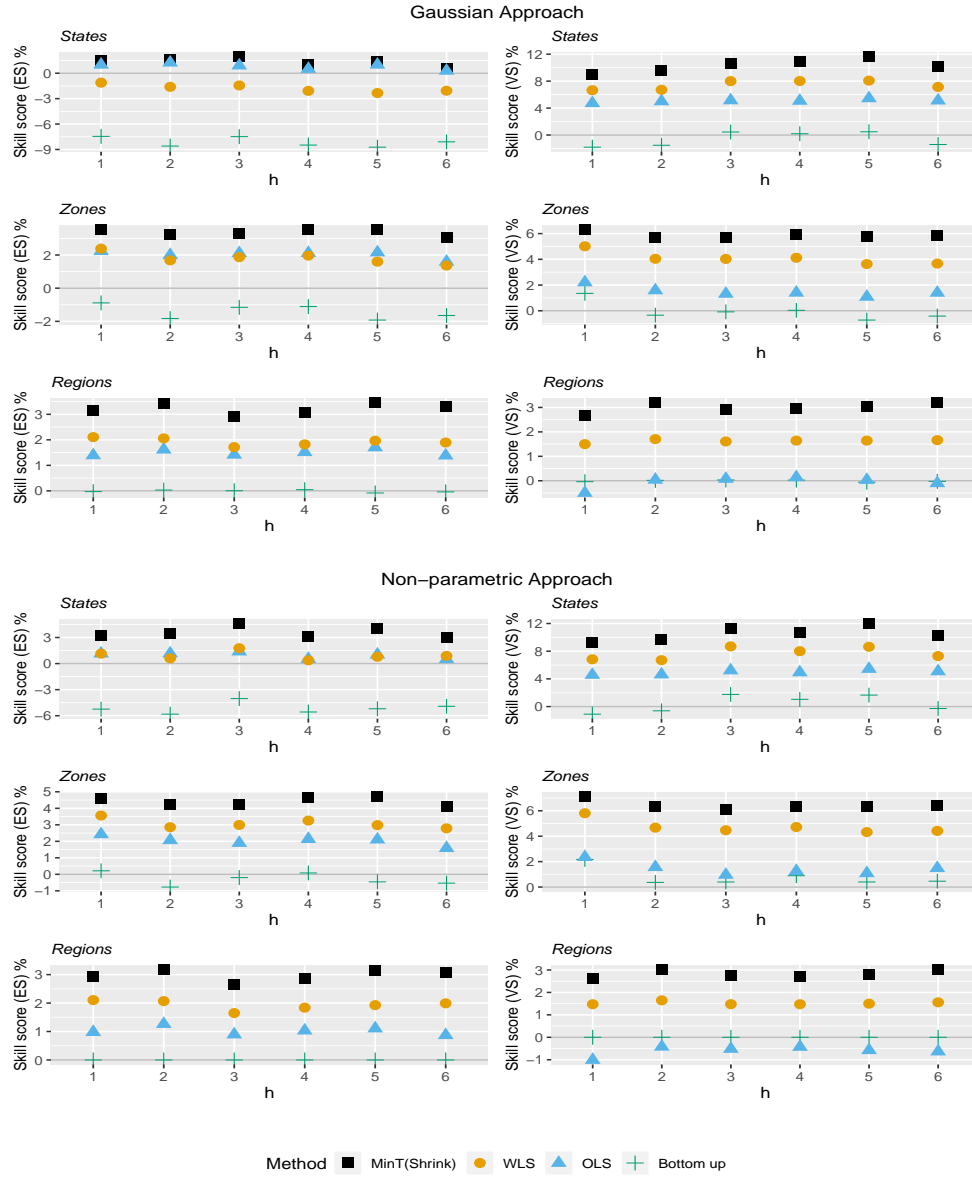 Gaussian Approach
States
Skill score (ES) %
0
−3
−6
−9
1 2 3 4 5 6
h
States
Skill score (VS) %
12
8
4
0
1 2 3 4 5 6
h
Zones
Skill score (ES) %
2
0
−2
1 2 3 4 5 6
h
Zones
Skill score (VS) %
6
4
2
0
1 2 3 4 5 6
h
Regions
Skill score (ES) %
3
2
1
0
1 2 3 4 5 6
h
Regions
Skill score (VS) %
3
2
1
0
1 2 3 4 5 6
h
Non−parametric Approach
States
Skill score (ES) %
3
0
−3
−6
1 2 3 4 5 6
h
States
Skill score (VS) %
12
8
4
0
1 2 3 4 5 6
h
Zones
Skill score (ES) %
5
4
3
2
1
0
−1
1 2 3 4 5 6
h
Zones
Skill score (VS) %
6
4
2
0
1 2 3 4 5 6
h
Regions
Skill score (ES) %
3
2
1
0
1 2 3 4 5 6
h
Regions
Skill score (VS) %
3
2
1
0
−1
1 2 3 4 5 6
h
Method MinT(Shrink) WLS OLS Bottom up